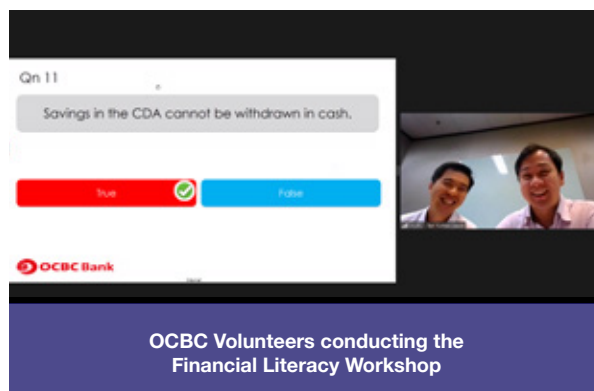 Qn 11
Savings in the CDA cannot be withdrawn in cash.
True
False
OCBC Bank
OCBC Volunteers conducting the
Financial Literacy Workshop